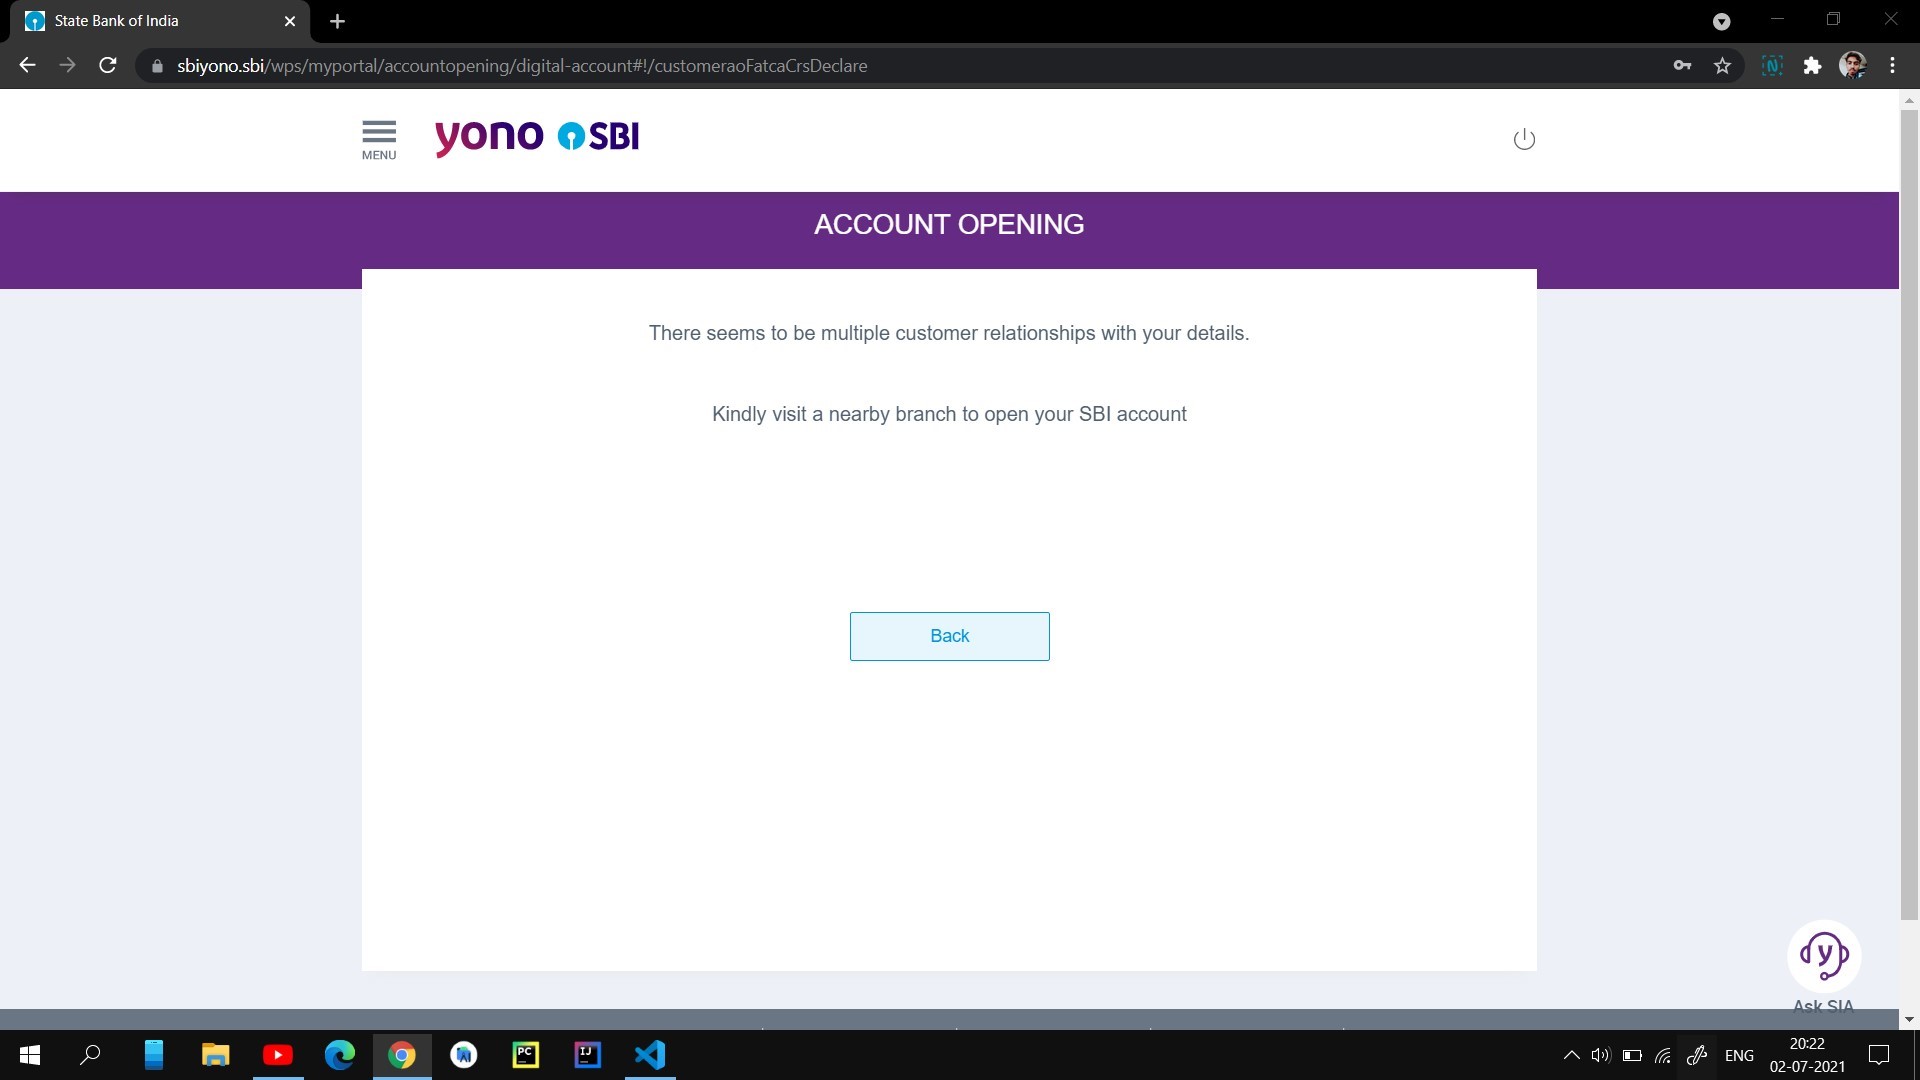 State Bank of India
sbiyono.sbi/wps/myportal/accountopening/digital-account#!/customeraoFatcaCrsDeclare
MENU
yono SBI
ACCOUNT OPENING
There seems to be multiple customer relationships with your details.
Kindly visit a nearby branch to open your SBI account
Back
y
Ask SIA
PC
IJ
ENG
20:22
02-07-2021